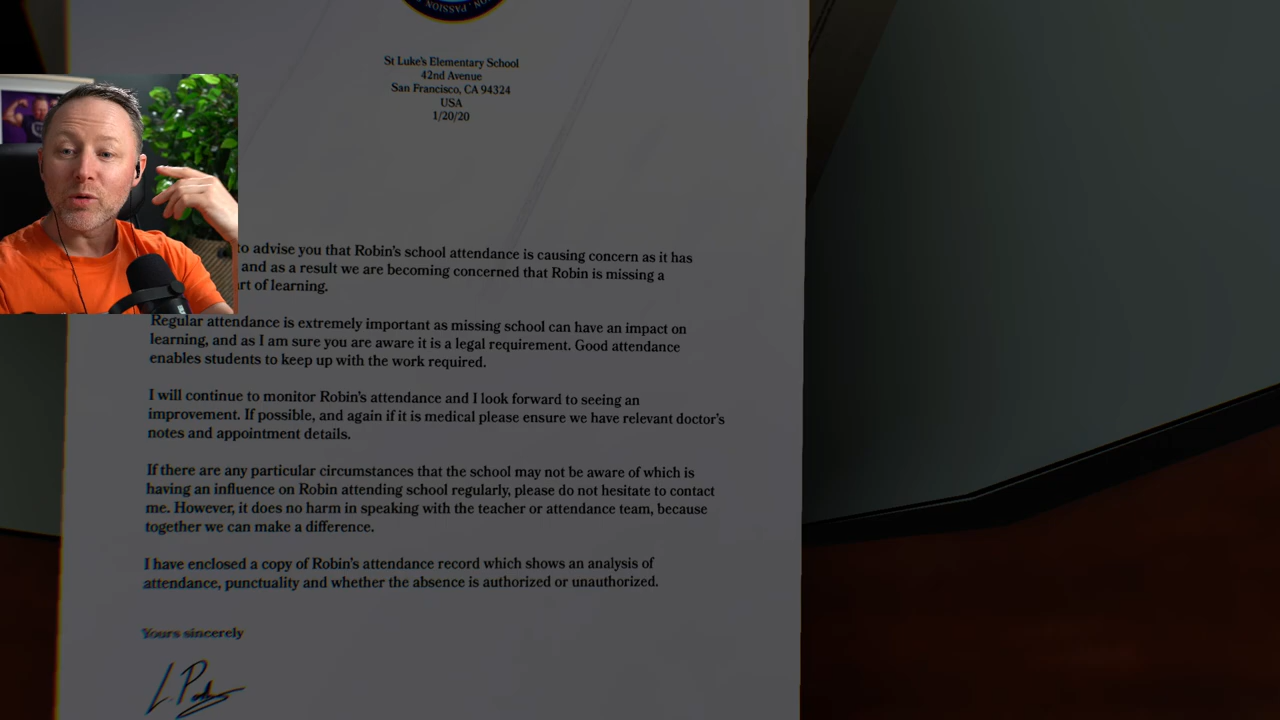 PASSION
St Luke's Elementary School
42nd Avenue
San Francisco, CA 94324
USA
1/20/20
to advise you that Robin's school attendance is causing concern as it has
and as a result we are becoming concerned that Robin is missing a
of learning.
Regular attendance is extremely important as missing school can have an impact on
learning, and as I am sure you are aware it is a legal requirement. Good attendance
enables students to keep up with the work required.
I will continue to monitor Robin's attendance and I look forward to seeing an
improvement. If possible, and again if it is medical please ensure we have relevant doctor's
notes and appointment details.
If there are any particular circumstances that the school may not be aware of which is
having an influence on Robin attending school regularly, please do not hesitate to contact
me. However, it does no harm in speaking with the teacher or attendance team, because
together we can make a difference.
I have enclosed a copy of Robin's attendance record which shows an analysis of
attendance, punctuality and whether the absence is authorized or unauthorized.
Yours sincerely